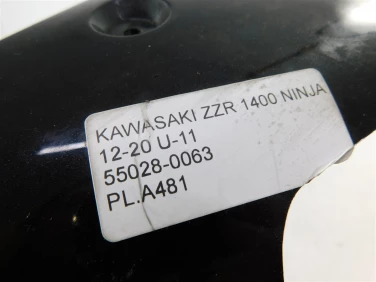 KAWASAKI ZZR 1400 NINJA
12-20 U-11
55028-0063
PL.A481